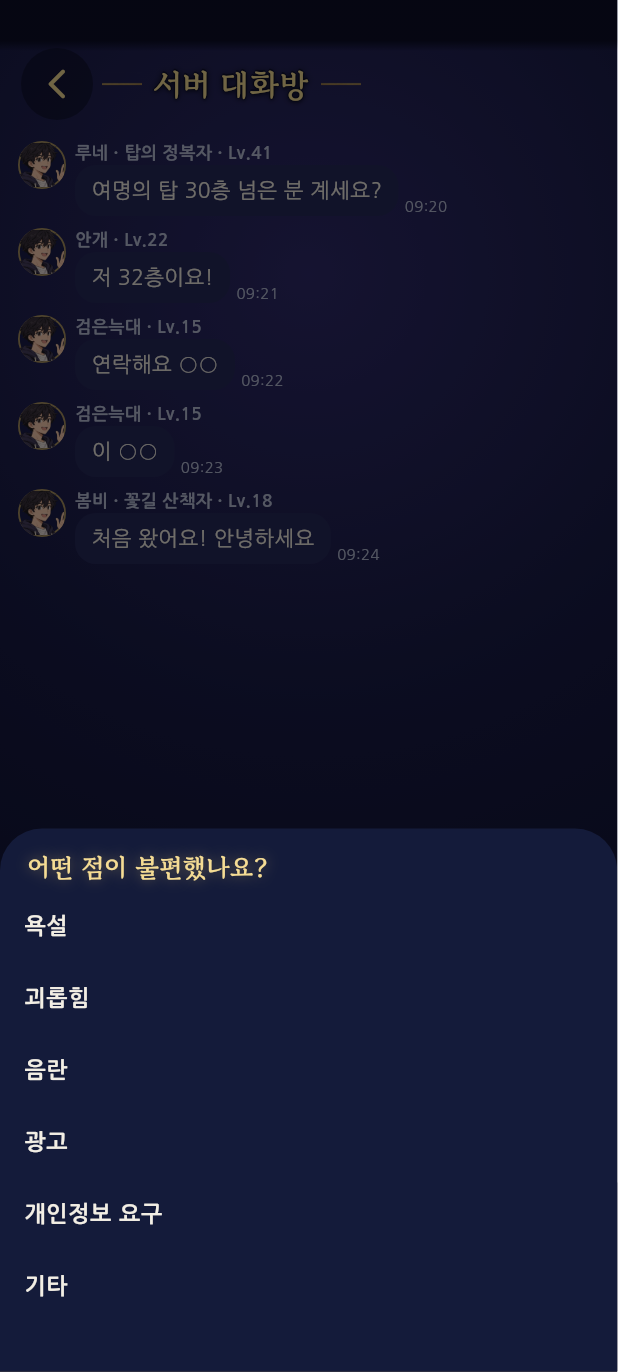 서버 대화방
루네 · 탑의 정복자 · Lv.41
여명의 탑 30층 넘은 분 계세요?
09:20
안개 · Lv.22
저 32층이요!
09:21
검은늑대 · Lv.15
연락해요 ○○
09:22
검은늑대 · Lv.15
이 ○○
09:23
봄비 · 꽃길 산책자 · Lv.18
처음 왔어요! 안녕하세요
09:24
어떤 점이 불편했나요?
욕설
괴롭힘
음란
광고
개인정보 요구
기타